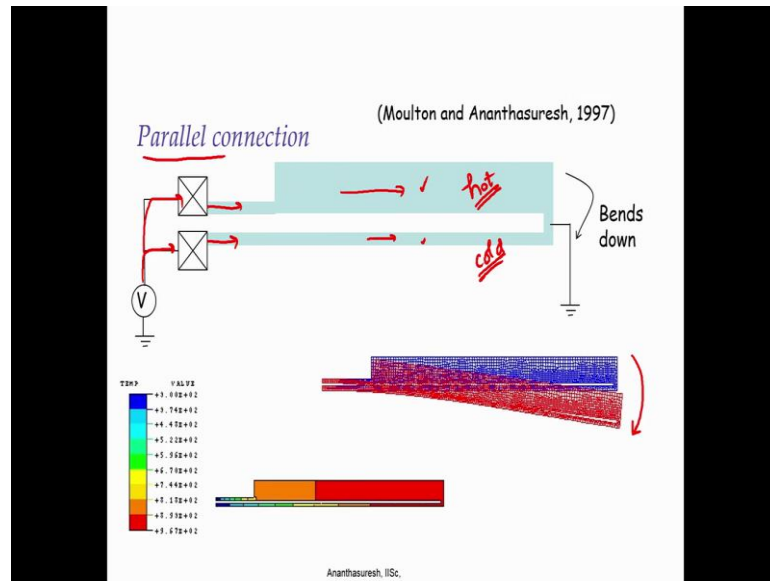 (Moulton and Ananthasuresh, 1997)
Parallel connection
hot
Bends
down
cold
V
TEMP VALUE
+3.00E+02
+3.74E+02
+4.48E+02
+5.22E+02
+5.96E+02
+6.70E+02
+7.44E+02
+8.18E+02
+8.93E+02
+9.67E+02
Ananthasuresh, IISc,